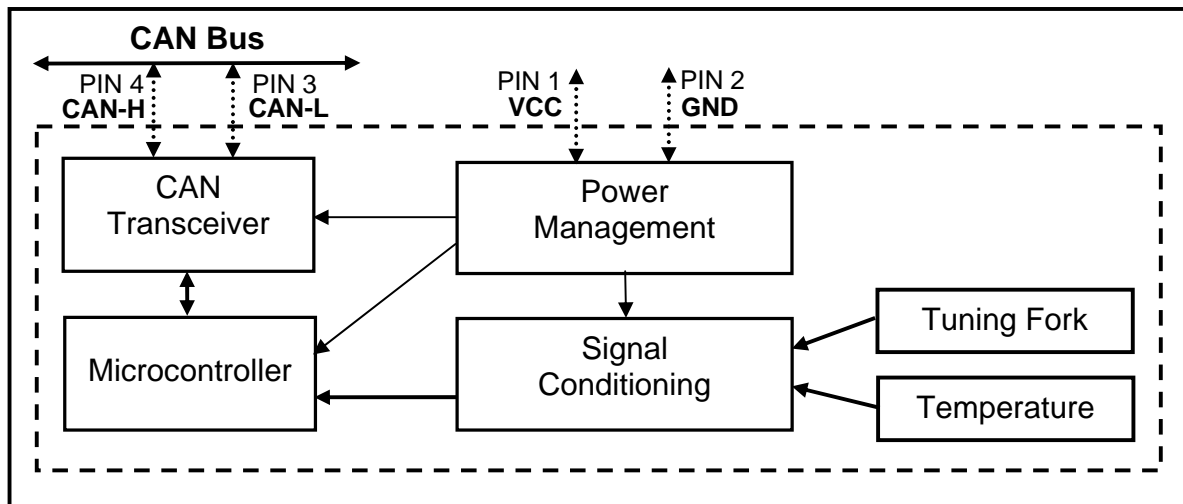 CAN Bus
PIN 4
CAN-H
PIN 3
CAN-L
PIN 1
VCC
PIN 2
GND
CAN
Transceiver
Power
Management
Microcontroller
Signal
Conditioning
Tuning Fork
Temperature